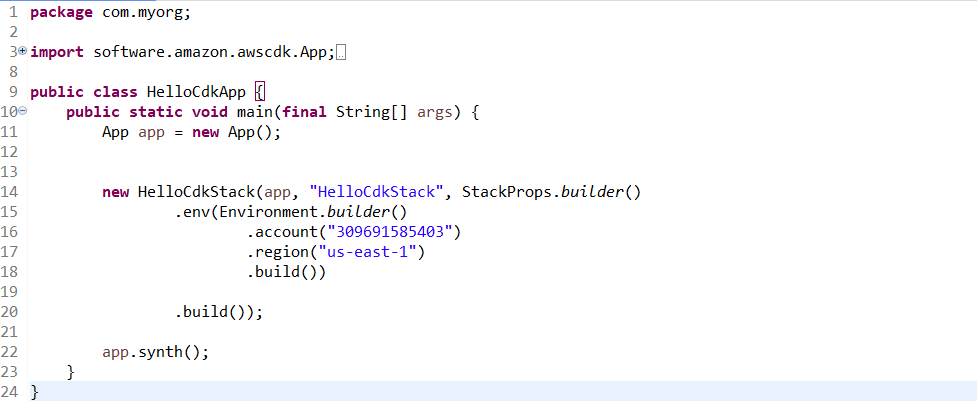 1 package com.myorg;
2
3 import software.amazon.awscdk.App;
8
9 public class HelloCdkApp {
10 public static void main(final String[] args) {
11 App app = new App();
12
13
14 new HelloCdkStack(app, "HelloCdkStack", StackProps.builder()
15 .env(Environment.builder()
16 .account("309691585403")
17 .region("us-east-1")
18 .build())
19
20 .build());
21
22 app.synth();
23 }
24 }